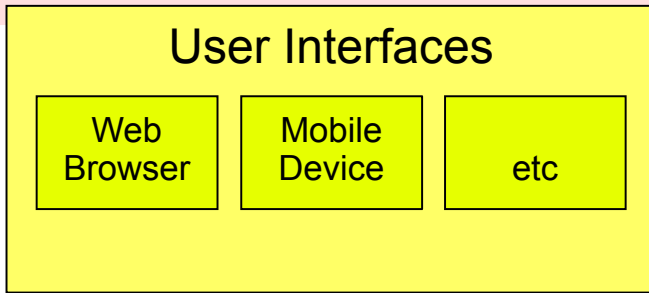 User Interfaces
Web
Browser
Mobile
Device
etc